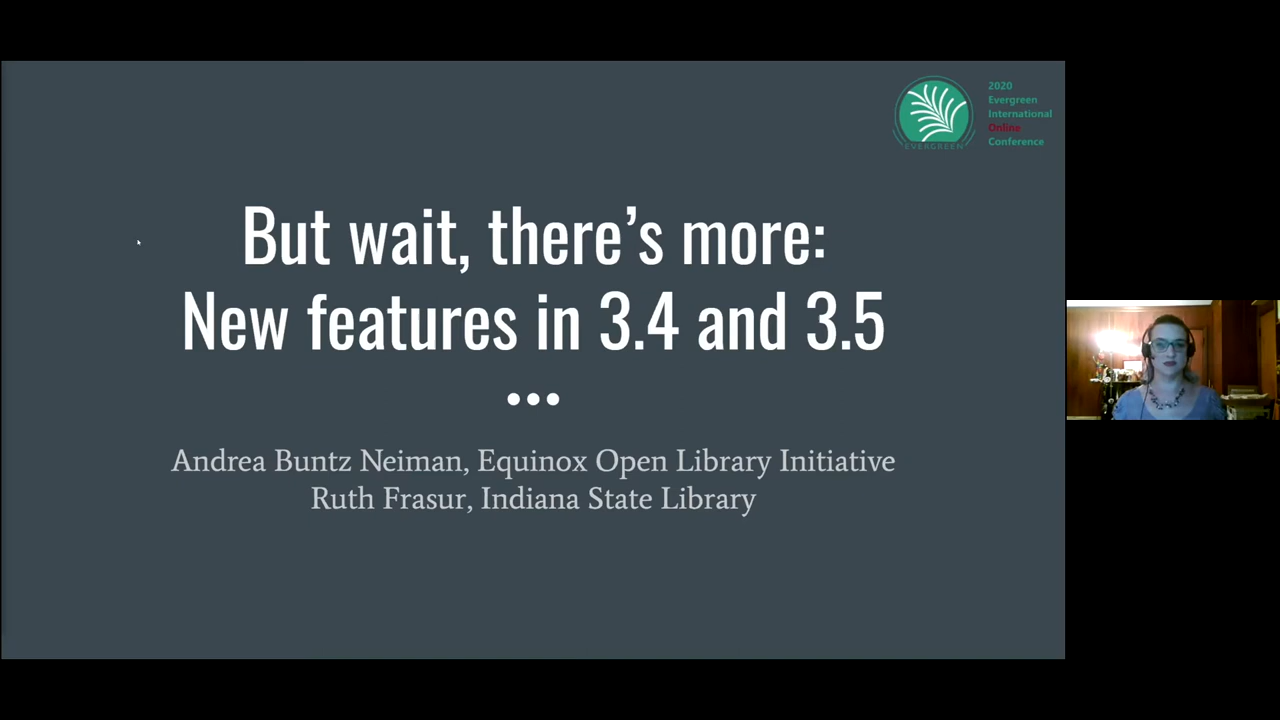 2020
Evergreen
International
Online
Conference
EVERGREEN
But wait, there’s more:
New features in 3.4 and 3.5
Andrea Buntz Neiman, Equinox Open Library Initiative
Ruth Frasur, Indiana State Library